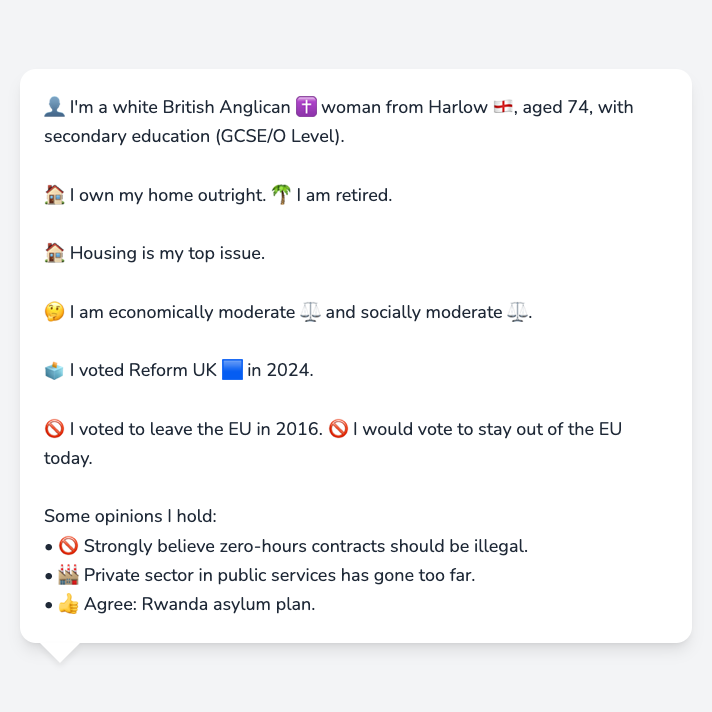 👤 I'm a white British Anglican ✝️ woman from Harlow 🏴󠁧󠁢󠁥󠁮󠁧󠁿, aged 74, with
secondary education (GCSE/O Level).
🏠 I own my home outright. 🌴 I am retired.
🏠 Housing is my top issue.
🤔 I am economically moderate ⚖️ and socially moderate ⚖️.
🗳️ I voted Reform UK 🟦 in 2024.
🚫 I voted to leave the EU in 2016. 🚫 I would vote to stay out of the EU
today.
Some opinions I hold:
• 🚫 Strongly believe zero-hours contracts should be illegal.
• 🏭 Private sector in public services has gone too far.
• 👍 Agree: Rwanda asylum plan.